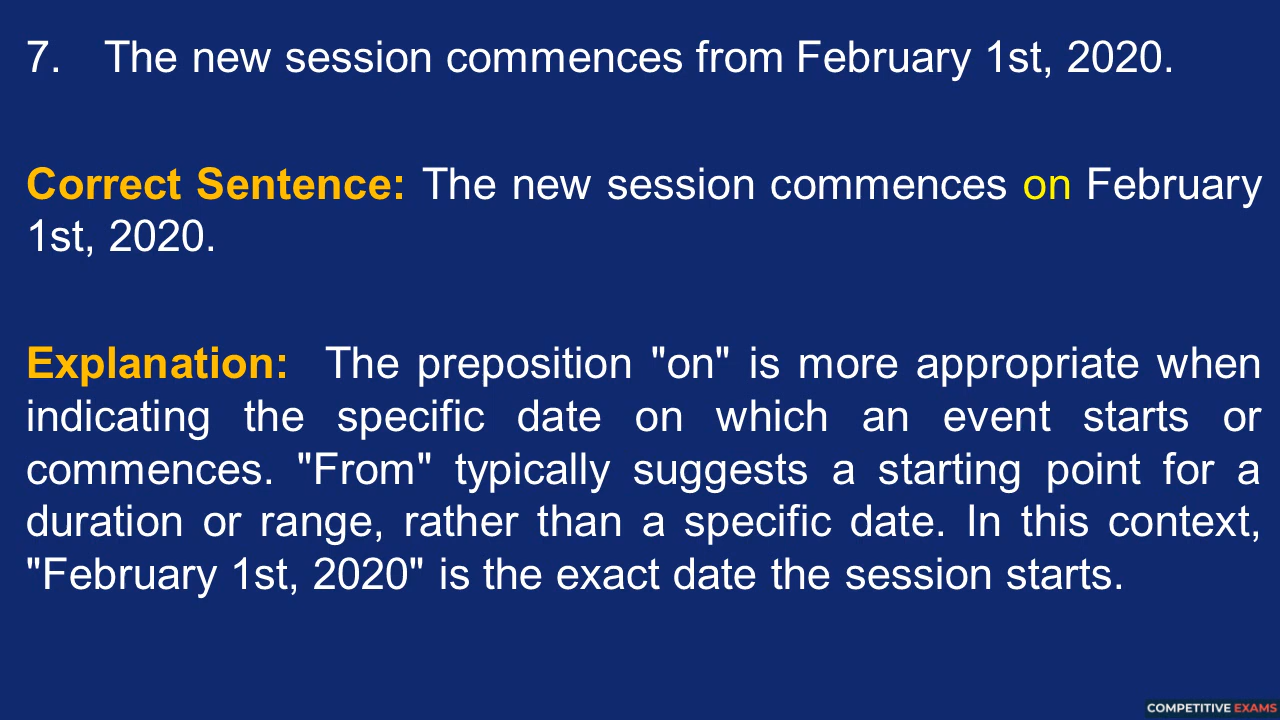 7. The new session commences from February 1st, 2020.
Correct Sentence: The new session commences on February
1st, 2020.
Explanation: The preposition "on" is more appropriate when
indicating the specific date on which an event starts or
commences. "From" typically suggests a starting point for a
duration or range, rather than a specific date. In this context,
"February 1st, 2020" is the exact date the session starts.
COMPETITIVE EXAMS